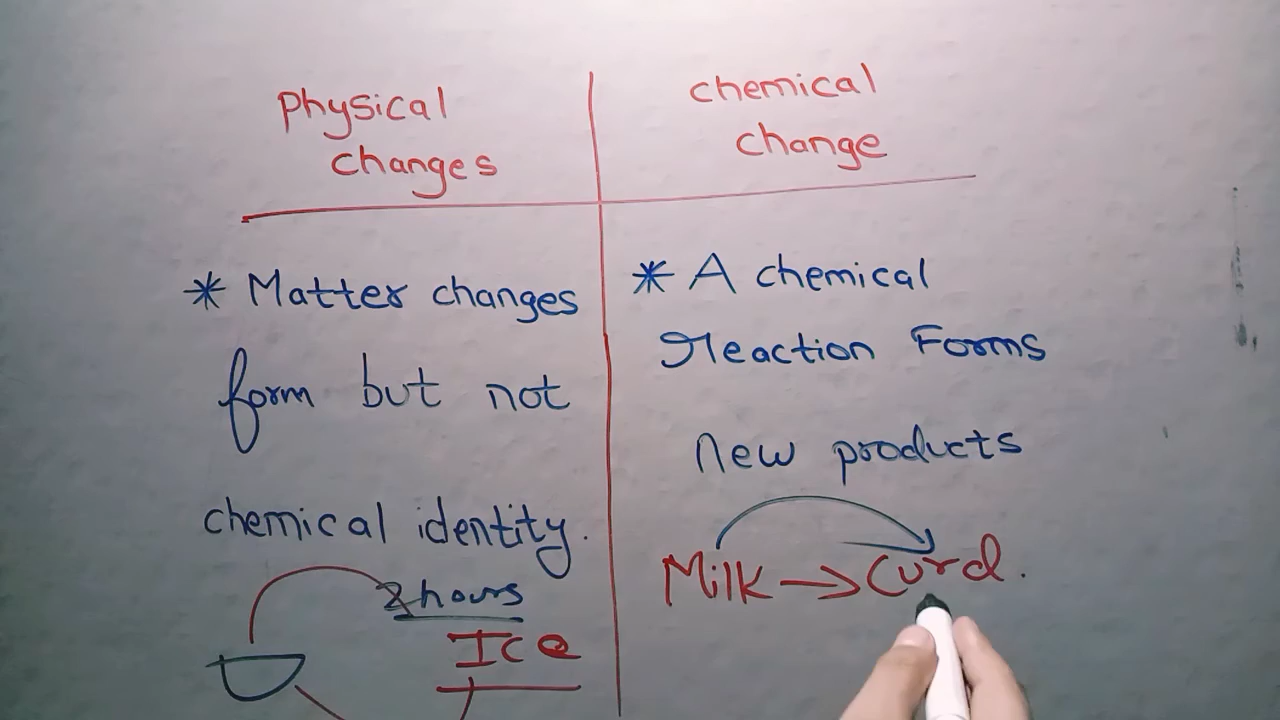 Physical
changes
* Matter changes
form but not
chemical identity.
2 hours
Ice
chemical
change
* A chemical
reaction Forms
new products
Milk → Curd.